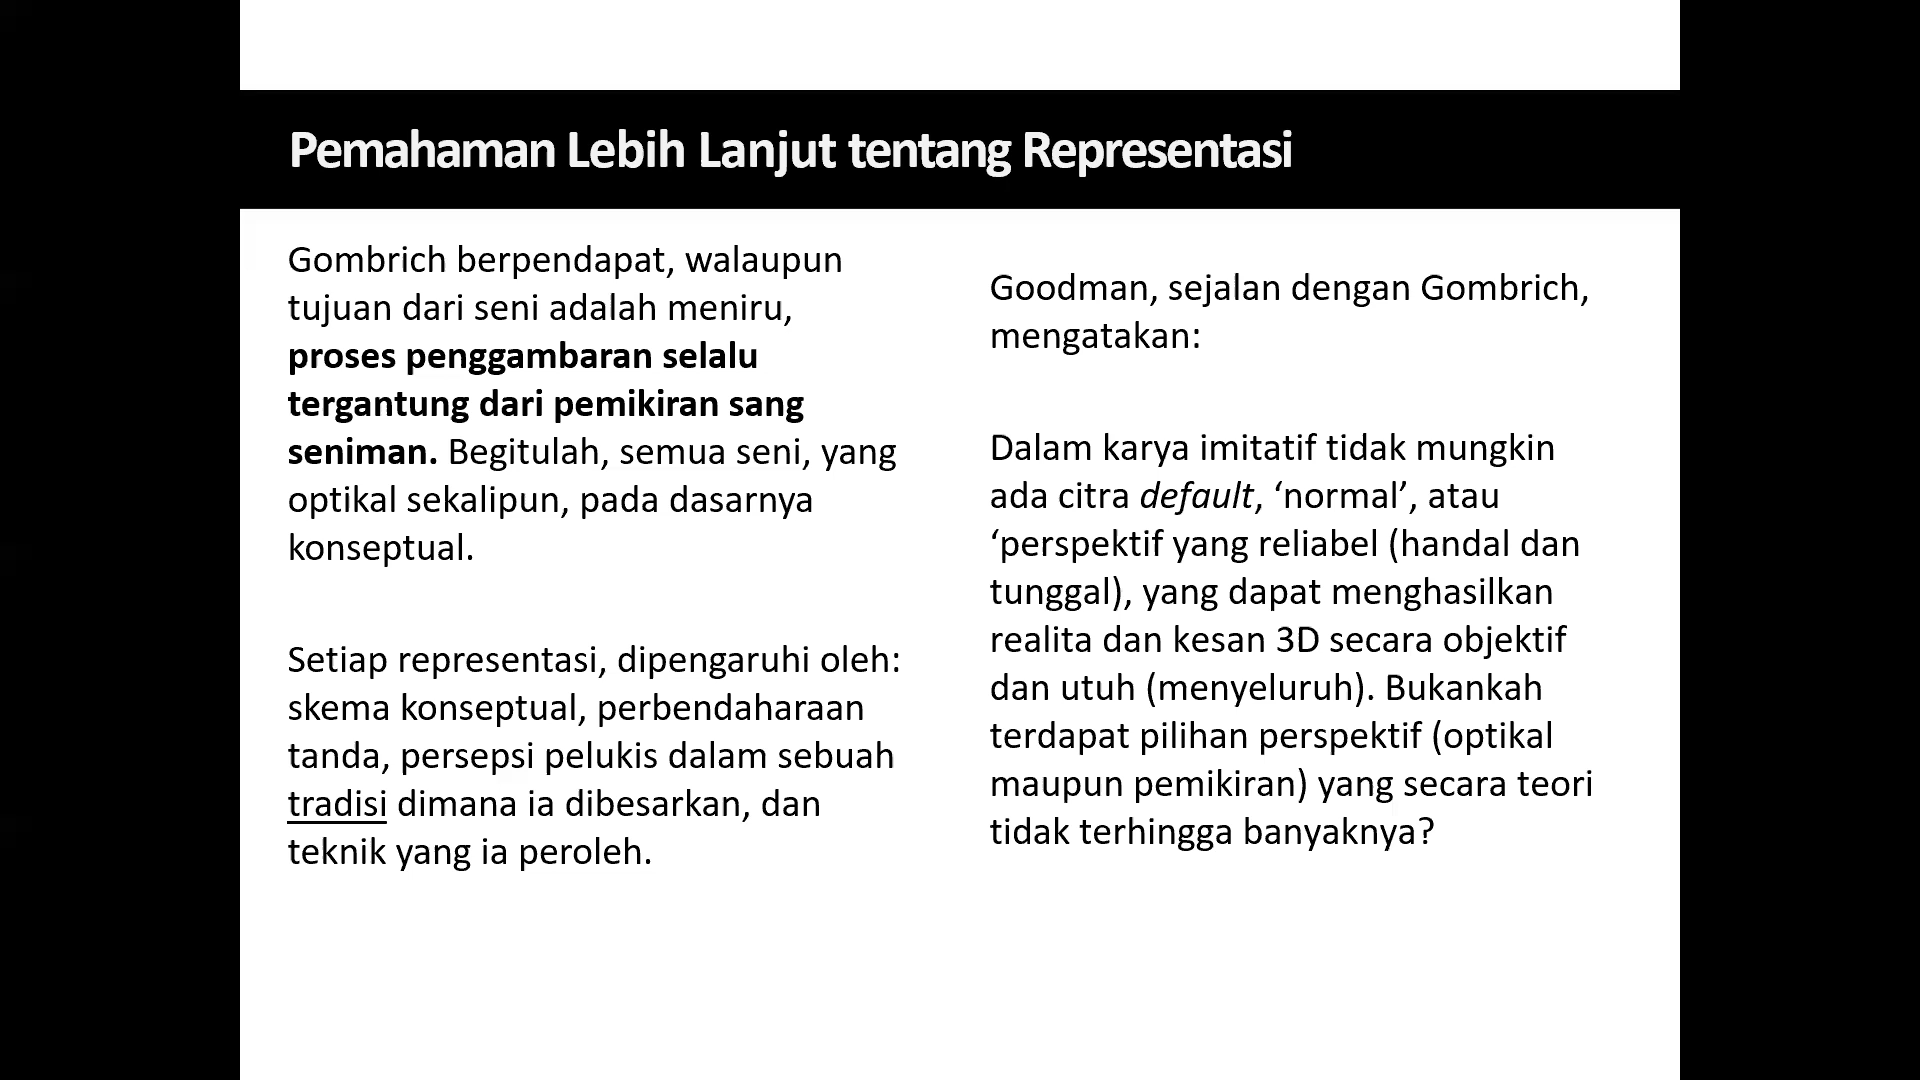 Pemahaman Lebih Lanjut tentang Representasi
Gombrich berpendapat, walaupun
tujuan dari seni adalah meniru,
proses penggambaran selalu
tergantung dari pemikiran sang
seniman. Begitulah, semua seni, yang
optikal sekalipun, pada dasarnya
konseptual.
Setiap representasi, dipengaruhi oleh:
skema konseptual, perbendaharaan
tanda, persepsi pelukis dalam sebuah
tradisi dimana ia dibesarkan, dan
teknik yang ia peroleh.
Goodman, sejalan dengan Gombrich,
mengatakan:
Dalam karya imitatif tidak mungkin
ada citra default, ‘normal’, atau
‘perspektif yang reliabel (handal dan
tunggal), yang dapat menghasilkan
realita dan kesan 3D secara objektif
dan utuh (menyeluruh). Bukankah
terdapat pilihan perspektif (optikal
maupun pemikiran) yang secara teori
tidak terhingga banyaknya?